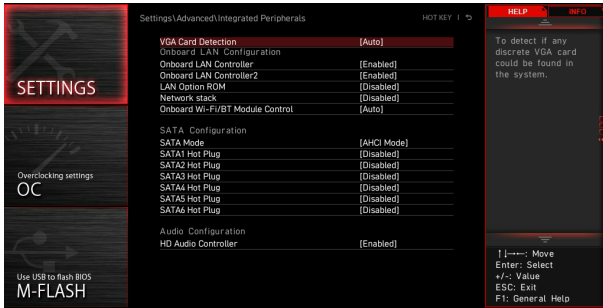 Settings\Advanced\Integrated Peripherals
HOT KEY | ⮌
HELP
INFO
SETTINGS
Overclocking settings
OC
Use USB to flash BIOS
M-FLASH
VGA Card Detection [Auto]
Onboard LAN Configuration
Onboard LAN Controller [Enabled]
Onboard LAN Controller2 [Enabled]
LAN Option ROM [Disabled]
Network stack [Disabled]
Onboard Wi-Fi/BT Module Control [Auto]
SATA Configuration
SATA Mode [AHCI Mode]
SATA1 Hot Plug [Disabled]
SATA2 Hot Plug [Disabled]
SATA3 Hot Plug [Disabled]
SATA4 Hot Plug [Disabled]
SATA5 Hot Plug [Disabled]
SATA6 Hot Plug [Disabled]
Audio Configuration
HD Audio Controller [Enabled]
To detect if any
discrete VGA card
could be found in
the system.
↑↓→←: Move
Enter: Select
+/-: Value
ESC: Exit
F1: General Help